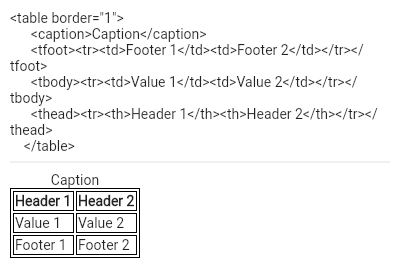 <table border="1">
<caption>Caption</caption>
<tfoot><tr><td>Footer 1</td><td>Footer 2</td></tr></
tfoot>
<tbody><tr><td>Value 1</td><td>Value 2</td></tr></
tbody>
<thead><tr><th>Header 1</th><th>Header 2</th></tr></
thead>
</table>
Caption
Header 1 Header 2
Value 1 Value 2
Footer 1 Footer 2